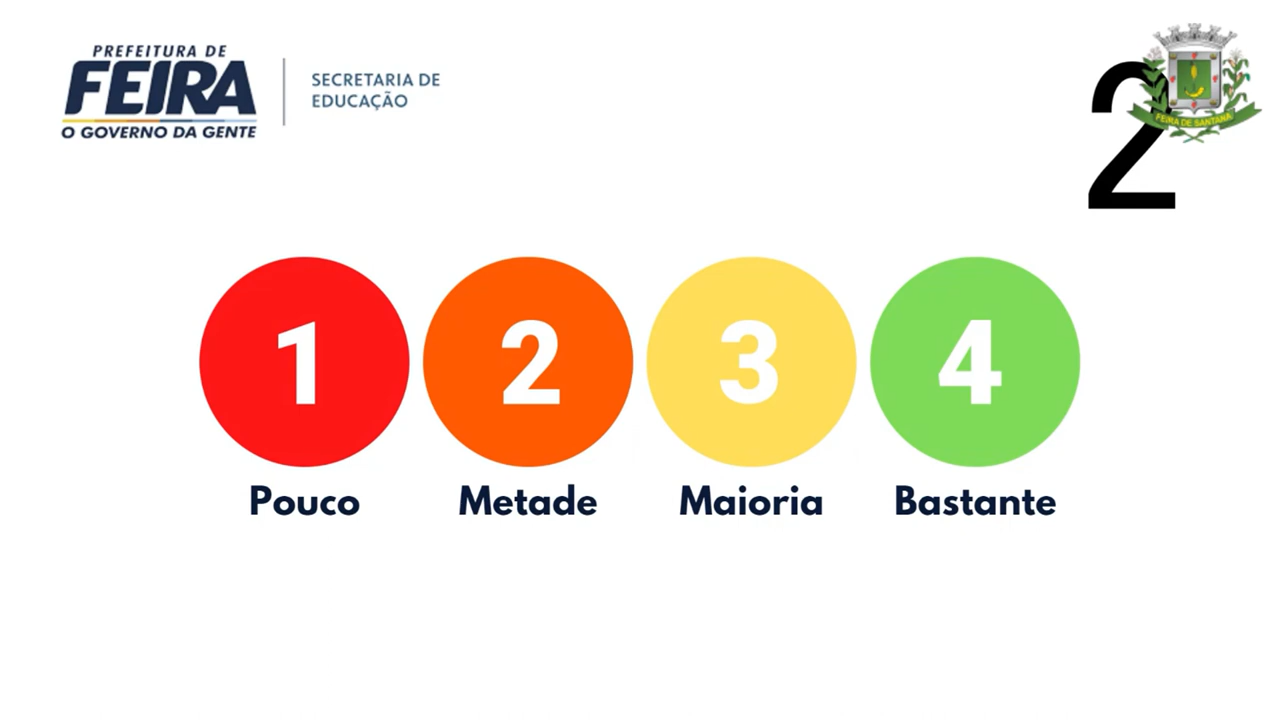 PREFEITURA DE
FEIRA
O GOVERNO DA GENTE
SECRETARIA DE
EDUCAÇÃO
2
FEIRA DE SANTANA
1
2
3
4
Pouco
Metade
Maioria
Bastante